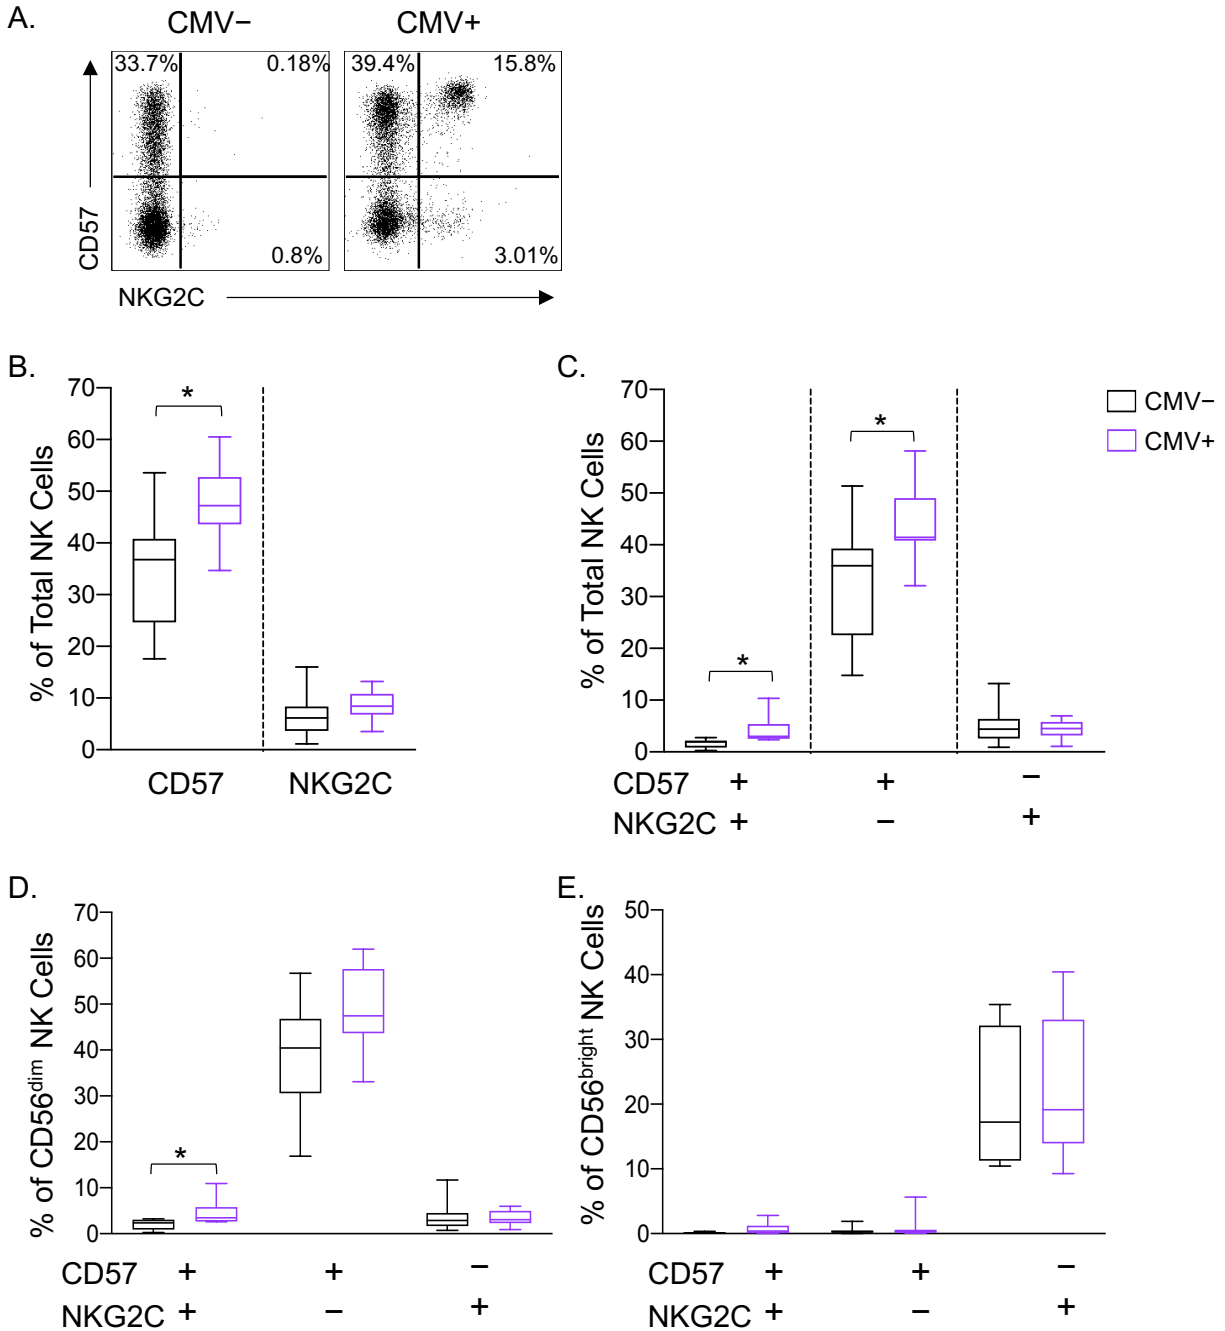 A.
CMV− CMV+
33.7% 0.18% 39.4% 15.8%
CD57
0.8% 3.01%
NKG2C
B.
70
60
50
40
30
20
10
0
% of Total NK Cells
*
CD57 NKG2C
C.
70
60
50
40
30
20
10
0
% of Total NK Cells
* *
CMV−
CMV+
CD57 + + −
NKG2C + − +
D.
70
60
50
40
30
20
10
0
% of CD56dim NK Cells
*
CD57 + + −
NKG2C + − +
E.
50
40
30
20
10
0
% of CD56bright NK Cells
CD57 + + −
NKG2C + − +